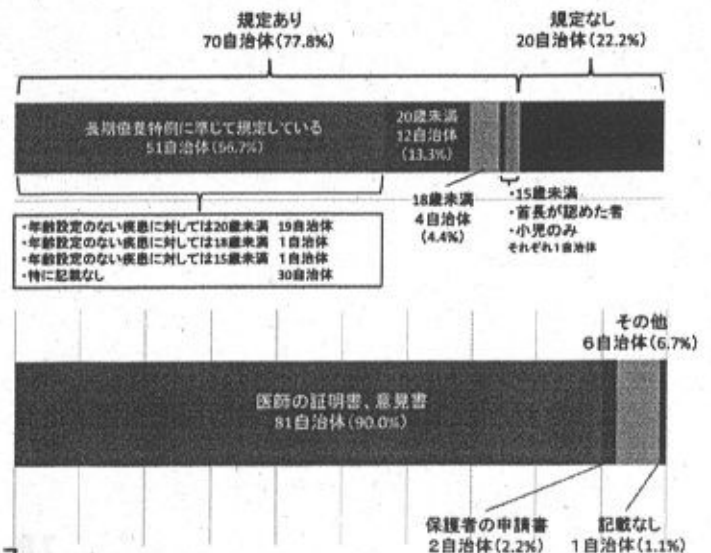 規定あり
70自治体(77.8%)
規定なし
20自治体(22.2%)
長期療養特例に準じて規定している
51自治体(56.7%)
20歳未満
12自治体
(13.3%)
18歳未満
4自治体
(4.4%)
・15歳未満
・首長が認めた者
・小児のみ
それぞれ1自治体
・年齢設定のない疾患に対しては20歳未満 19自治体
・年齢設定のない疾患に対しては18歳未満 1自治体
・年齢設定のない疾患に対しては15歳未満 1自治体
・特に記載なし 30自治体
その他
6自治体(6.7%)
医師の証明書、意見書
81自治体(90.0%)
保護者の申請書
2自治体(2.2%)
記載なし
1自治体(1.1%)